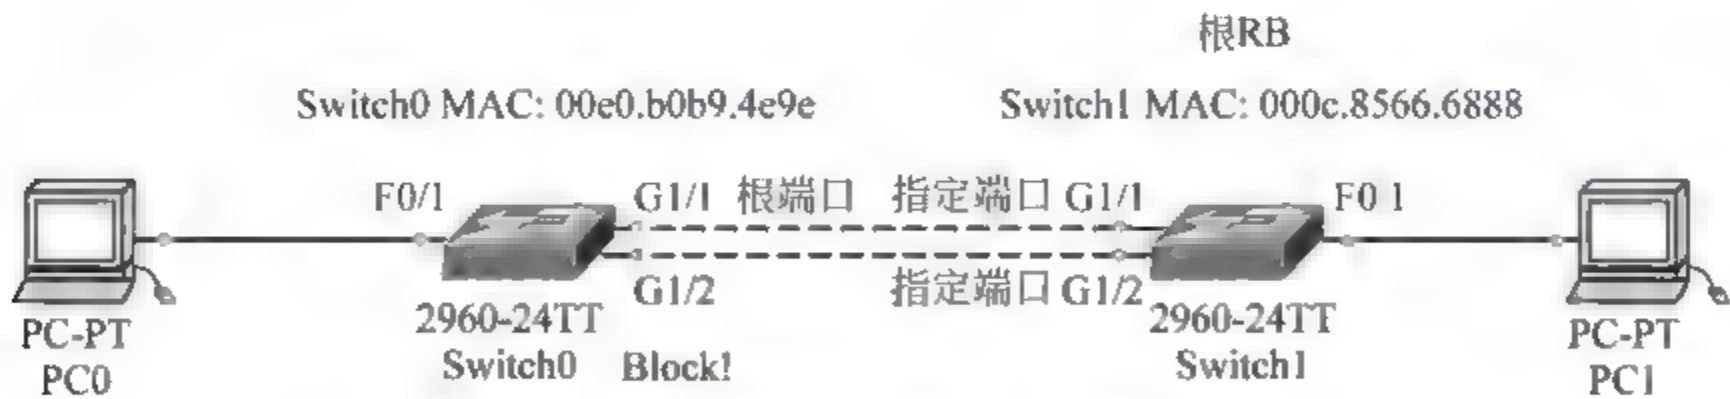 根RB
Switch0 MAC: 00e0.b0b9.4e9e
Switch1 MAC: 000c.8566.6888
F0/1
G1/1 根端口 指定端口 G1/1
F0 1
G1/2
指定端口 G1/2
PC-PT
PC0
2960-24TT
Switch0
Block!
2960-24TT
Switch1
PC-PT
PC1